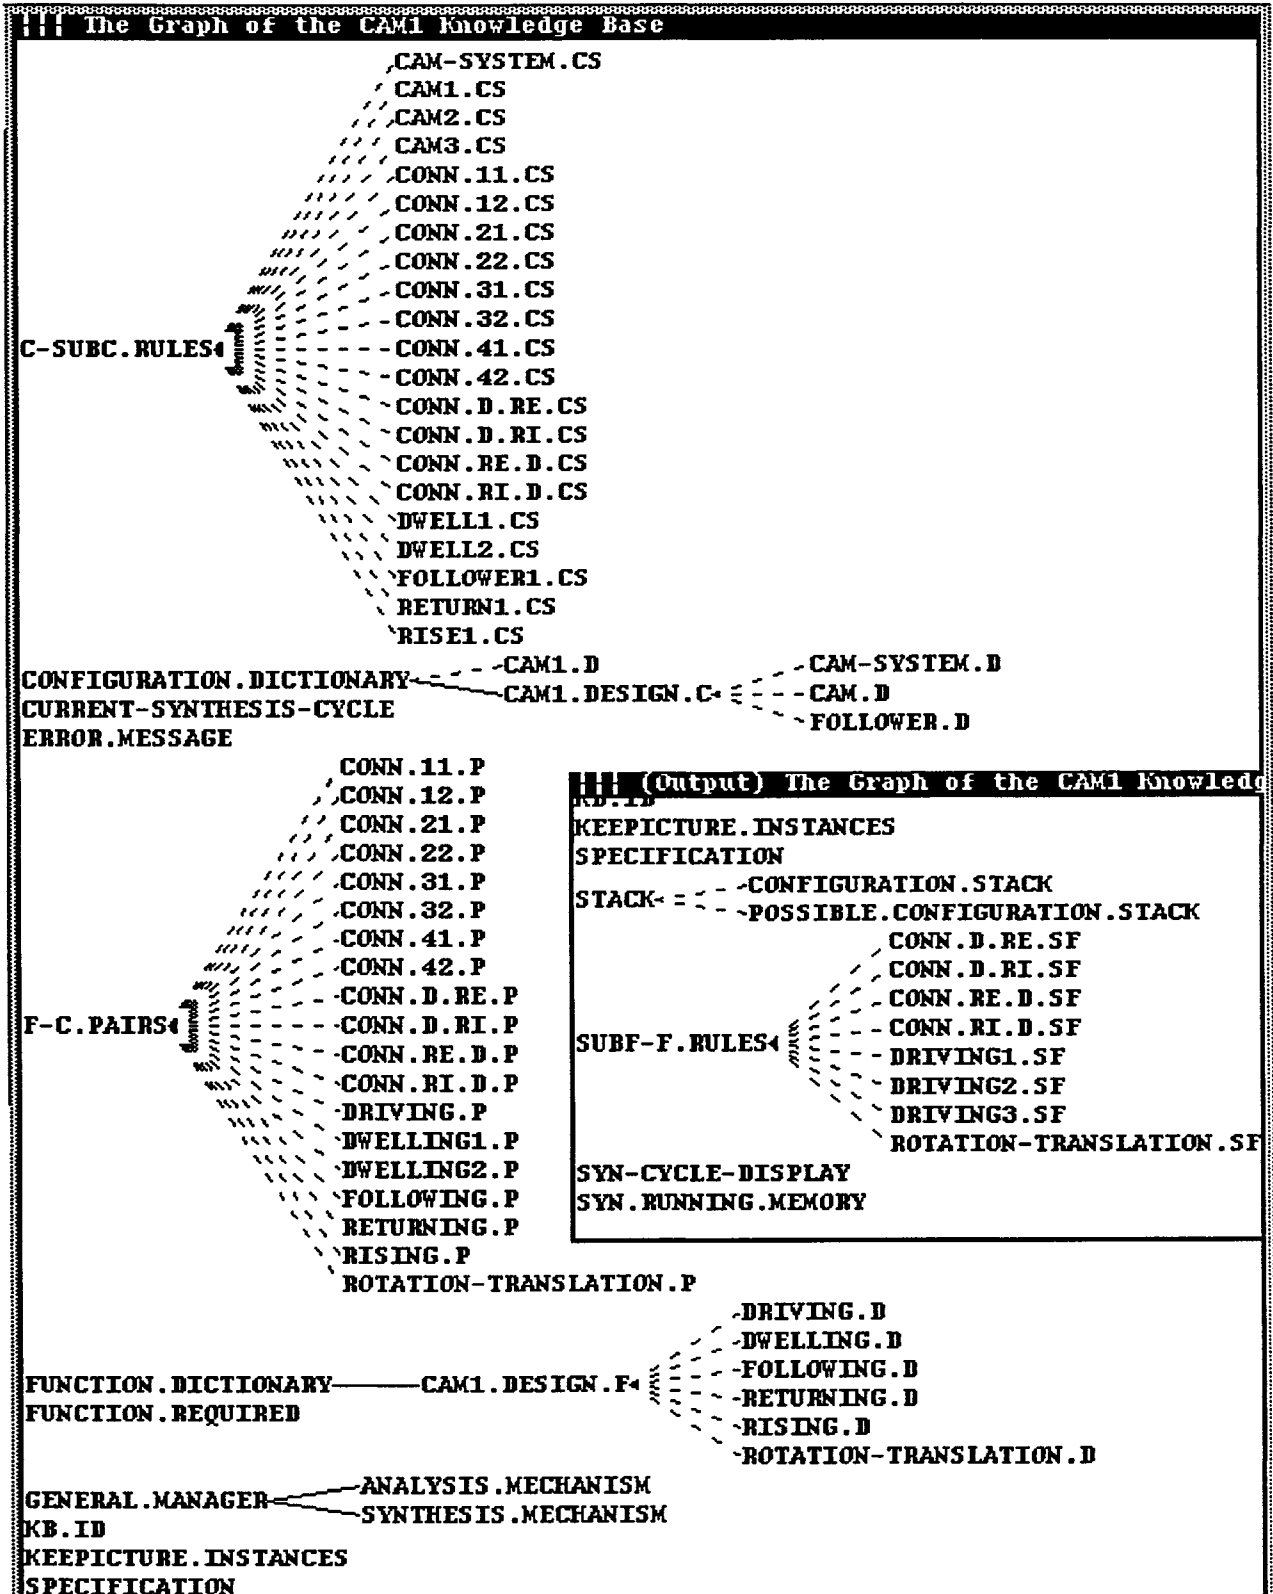 The Graph of the CAM1 Knowledge Base
CAM-SYSTEM.CS
CAM1.CS
CAM2.CS
CAM3.CS
CONN.11.CS
CONN.12.CS
CONN.21.CS
CONN.22.CS
CONN.31.CS
CONN.32.CS
C-SUBC.RULES
CONN.41.CS
CONN.42.CS
CONN.D.RE.CS
CONN.D.RI.CS
CONN.RE.D.CS
CONN.RI.D.CS
DWELL1.CS
DWELL2.CS
FOLLOWER1.CS
RETURN1.CS
RISE1.CS
CONFIGURATION.DICTIONARY
CAM1.D
CAM1.DESIGN.C
CAM-SYSTEM.D
CAM.D
FOLLOWER.D
CURRENT-SYNTHESIS-CYCLE
ERROR.MESSAGE
CONN.11.P
CONN.12.P
CONN.21.P
CONN.22.P
CONN.31.P
CONN.32.P
CONN.41.P
CONN.42.P
CONN.D.RE.P
F-C.PAIRS
CONN.D.RI.P
CONN.RE.D.P
CONN.RI.D.P
DRIVING.P
DWELLING1.P
DWELLING2.P
FOLLOWING.P
RETURNING.P
RISING.P
ROTATION-TRANSLATION.P
(Output) The Graph of the CAM1 Knowledg
KB.ID
KEEPICTURE.INSTANCES
SPECIFICATION
STACK
CONFIGURATION.STACK
POSSIBLE.CONFIGURATION.STACK
SUBF-F.RULES
CONN.D.RE.SF
CONN.D.RI.SF
CONN.RE.D.SF
CONN.RI.D.SF
DRIVING1.SF
DRIVING2.SF
DRIVING3.SF
ROTATION-TRANSLATION.SF
SYN-CYCLE-DISPLAY
SYN.RUNNING.MEMORY
FUNCTION.DICTIONARY
CAM1.DESIGN.F
DRIVING.D
DWELLING.D
FOLLOWING.D
RETURNING.D
RISING.D
ROTATION-TRANSLATION.D
FUNCTION.REQUIRED
GENERAL.MANAGER
ANALYSIS.MECHANISM
SYNTHESIS.MECHANISM
KB.ID
KEEPICTURE.INSTANCES
SPECIFICATION